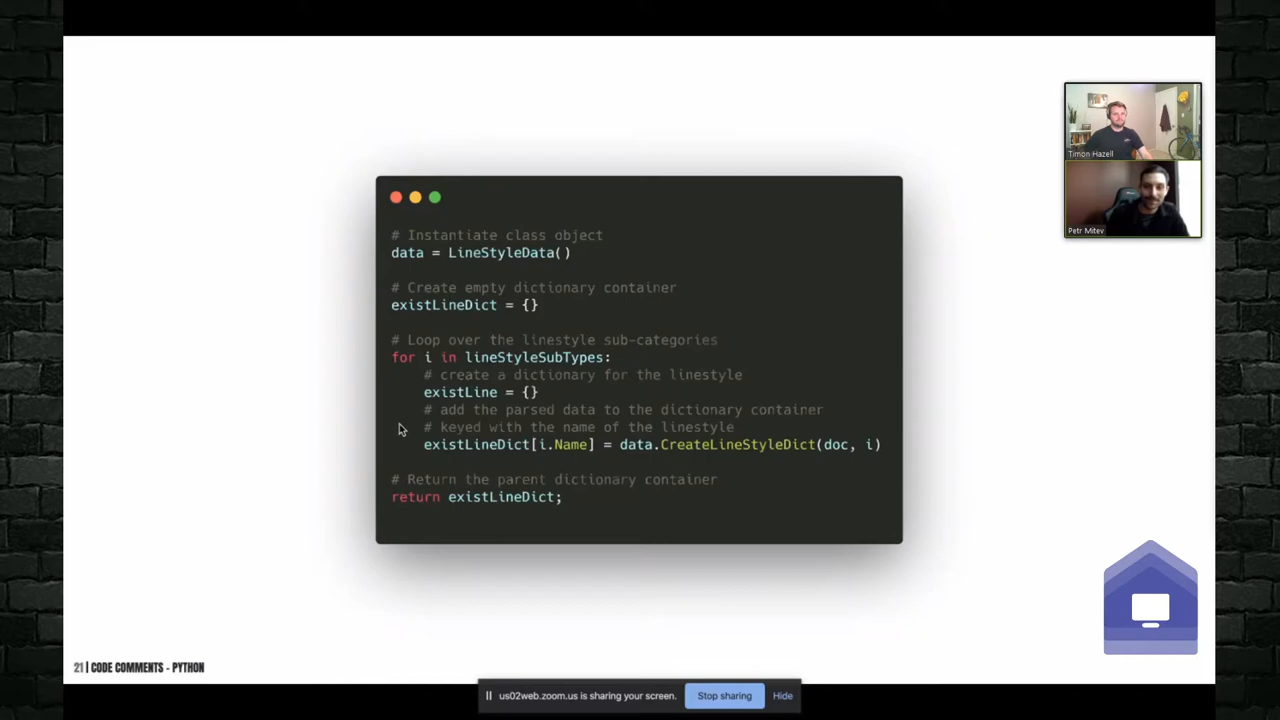 Timon Hazell
Petr Mitev
# Instantiate class object
data = LineStyleData()
# Create empty dictionary container
existLineDict = {}
# Loop over the linestyle sub-categories
for i in lineStyleSubTypes:
    # create a dictionary for the linestyle
    existLine = {}
    # add the parsed data to the dictionary container
    # keyed with the name of the linestyle
    existLineDict[i.Name] = data.CreateLineStyleDict(doc, i)
# Return the parent dictionary container
return existLineDict;
21 | CODE COMMENTS - PYTHON
us02web.zoom.us is sharing your screen. Stop sharing Hide